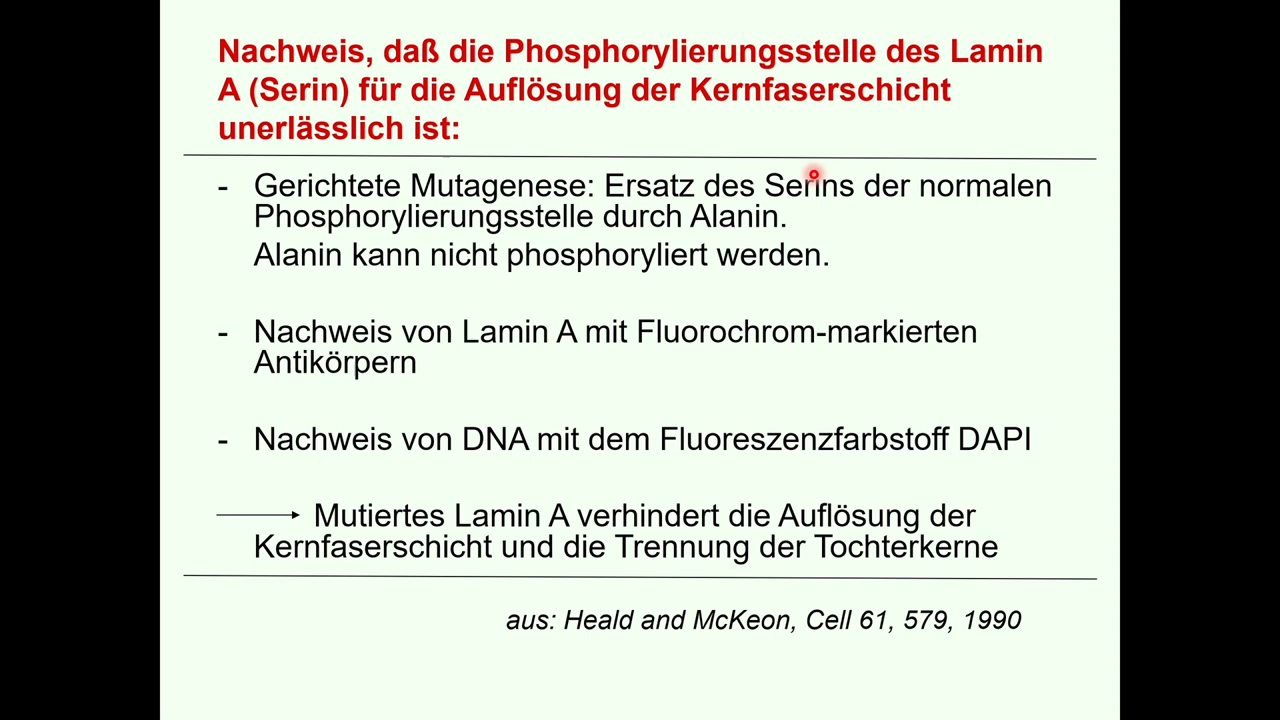 Nachweis, daß die Phosphorylierungsstelle des Lamin
A (Serin) für die Auflösung der Kernfaserschicht
unerlässlich ist:
- Gerichtete Mutagenese: Ersatz des Serins der normalen
Phosphorylierungsstelle durch Alanin.
Alanin kann nicht phosphoryliert werden.
- Nachweis von Lamin A mit Fluorochrom-markierten
Antikörpern
- Nachweis von DNA mit dem Fluoreszenzfarbstoff DAPI
Mutiertes Lamin A verhindert die Auflösung der
Kernfaserschicht und die Trennung der Tochterkerne
aus: Heald and McKeon, Cell 61, 579, 1990